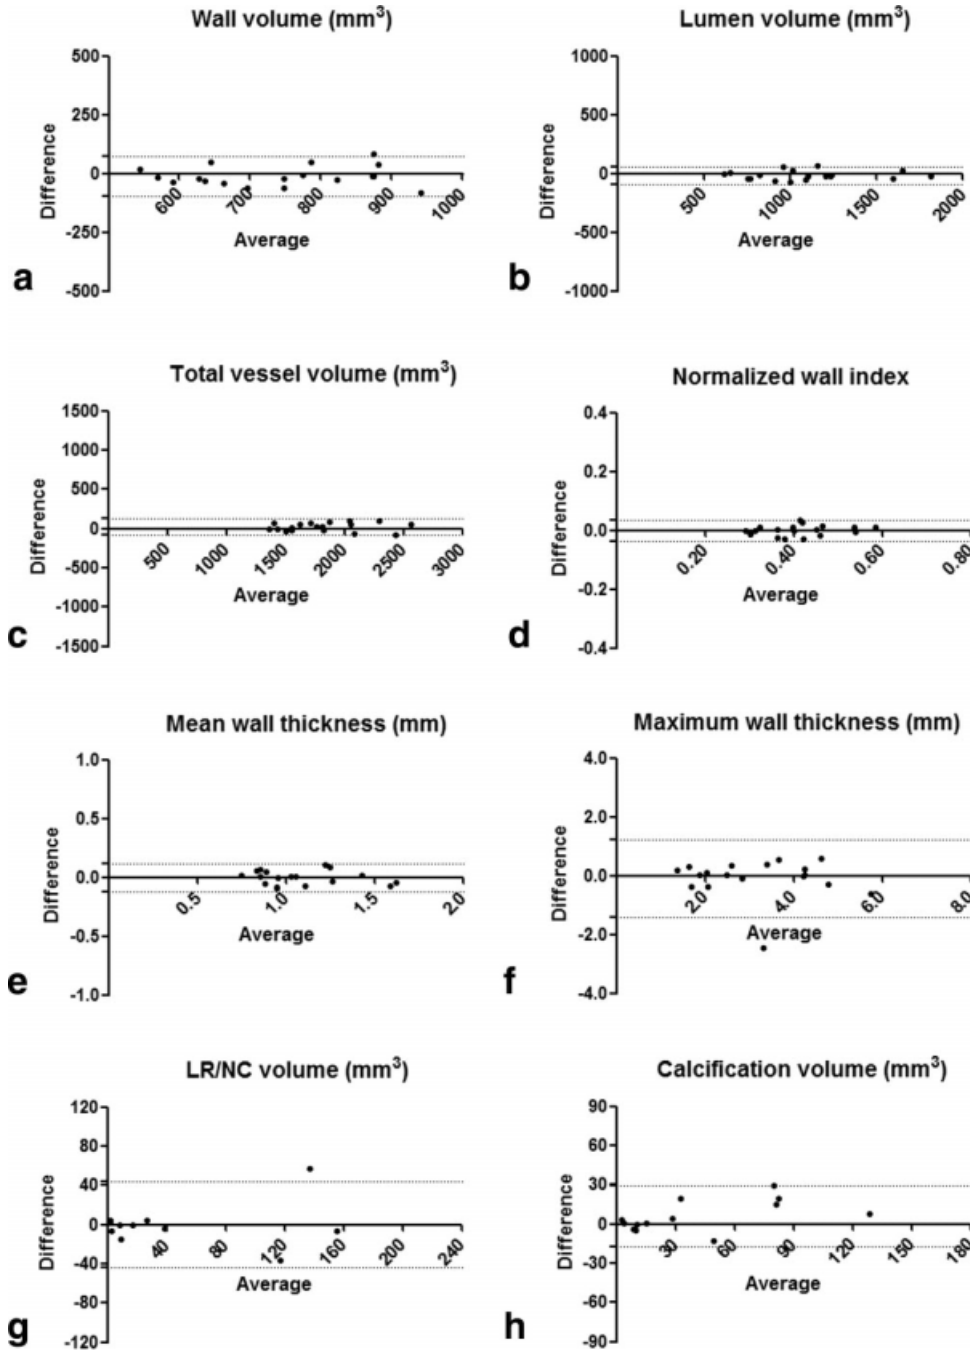 Wall volume (mm³)
500
250
0
-250
-500
Difference
600
700
800
900
1000
Average
a
Lumen volume (mm³)
1000
500
0
-500
-1000
Difference
500
1000
1500
2000
Average
b
Total vessel volume (mm³)
1500
1000
500
0
-500
-1000
-1500
Difference
500
1000
1500
2000
2500
3000
Average
c
Normalized wall index
0.4
0.2
0.0
-0.2
-0.4
Difference
0.20
0.40
0.60
0.80
Average
d
Mean wall thickness (mm)
1.0
0.5
0.0
-0.5
-1.0
Difference
0.5
1.0
1.5
2.0
Average
e
Maximum wall thickness (mm)
4.0
2.0
0.0
-2.0
-4.0
Difference
2.0
4.0
6.0
8.0
Average
f
LR/NC volume (mm³)
120
80
40
0
-40
-80
-120
Difference
40
80
120
160
200
240
Average
g
Calcification volume (mm³)
90
60
30
0
-30
-60
-90
Difference
30
60
90
120
150
180
Average
h